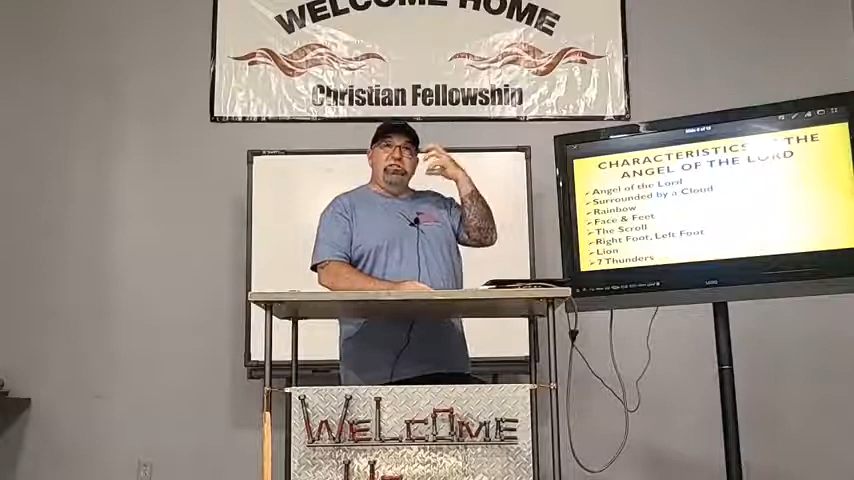 WELCOME HOME
Christian Fellowship
CHARACTERISTICS THE
ANGEL OF THE LORD
Angel of the Lord
Surrounded by a Cloud
Rainbow
Face & Feet
The Scroll
Right Foot, Left Foot
Lion
7 Thunders
WELCOME